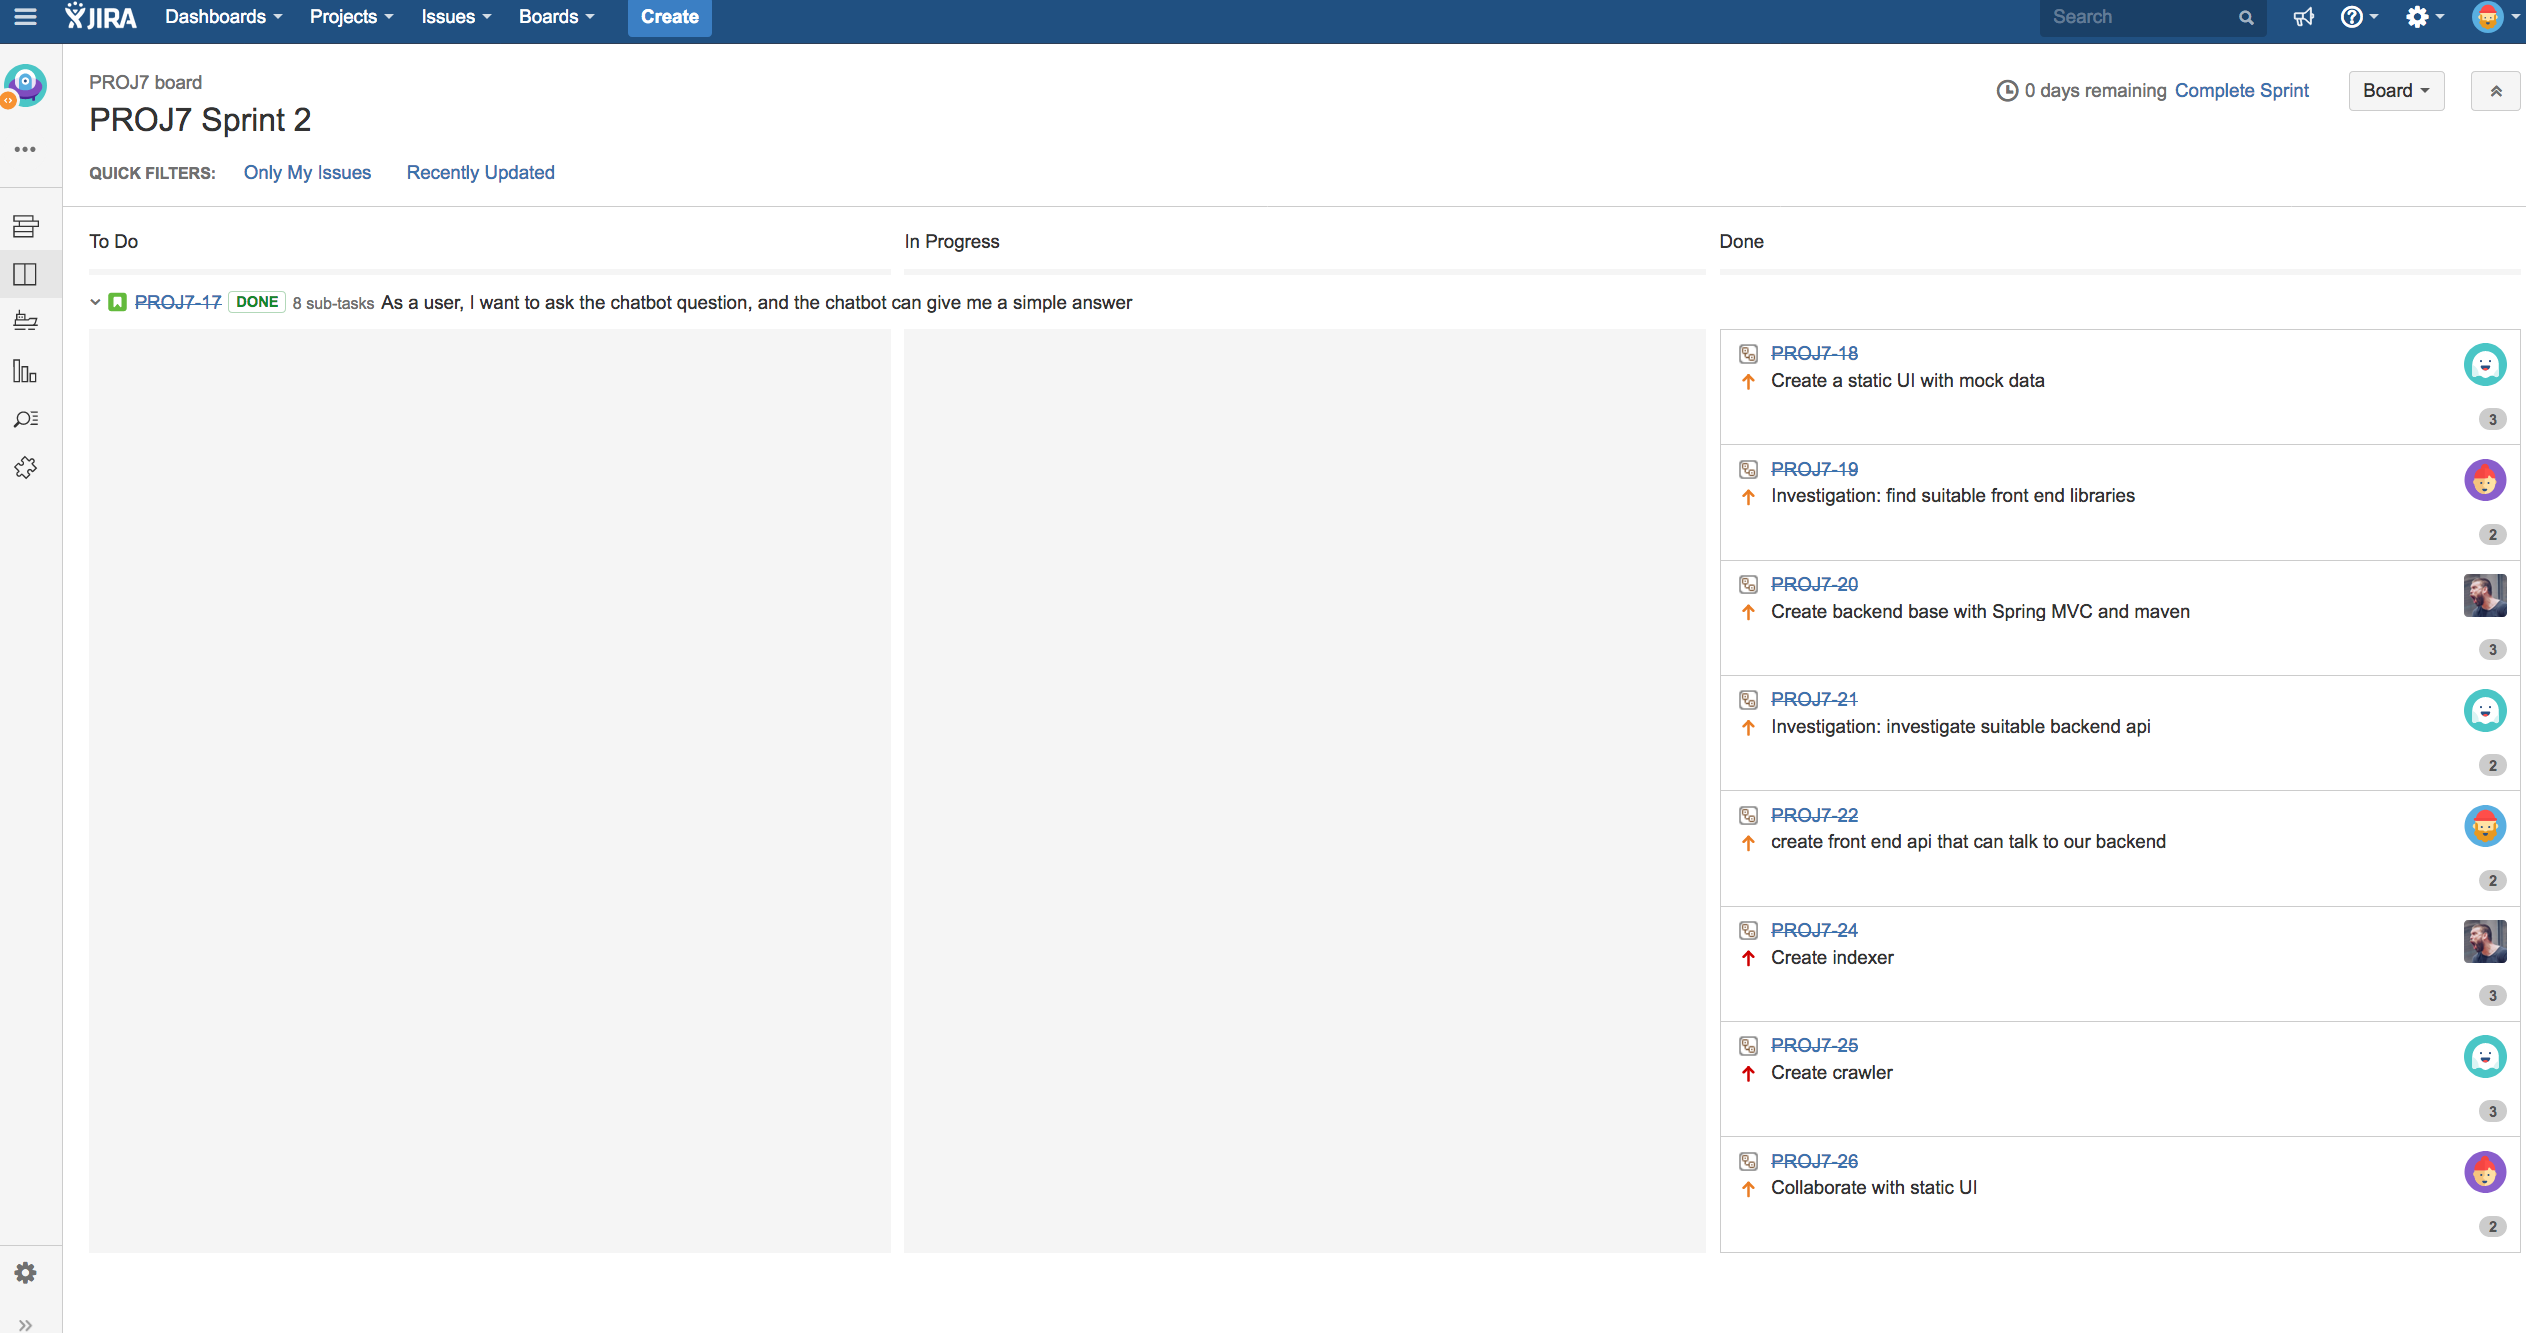 JIRA Dashboards Projects Issues Boards Create Search
PROJ7 board
0 days remaining Complete Sprint Board
PROJ7 Sprint 2
QUICK FILTERS: Only My Issues Recently Updated
To Do In Progress Done
PROJ7-17 DONE 8 sub-tasks As a user, I want to ask the chatbot question, and the chatbot can give me a simple answer
PROJ7-18
Create a static UI with mock data
3
PROJ7-19
Investigation: find suitable front end libraries
2
PROJ7-20
Create backend base with Spring MVC and maven
3
PROJ7-21
Investigation: investigate suitable backend api
2
PROJ7-22
create front end api that can talk to our backend
2
PROJ7-24
Create indexer
3
PROJ7-25
Create crawler
3
PROJ7-26
Collaborate with static UI
2